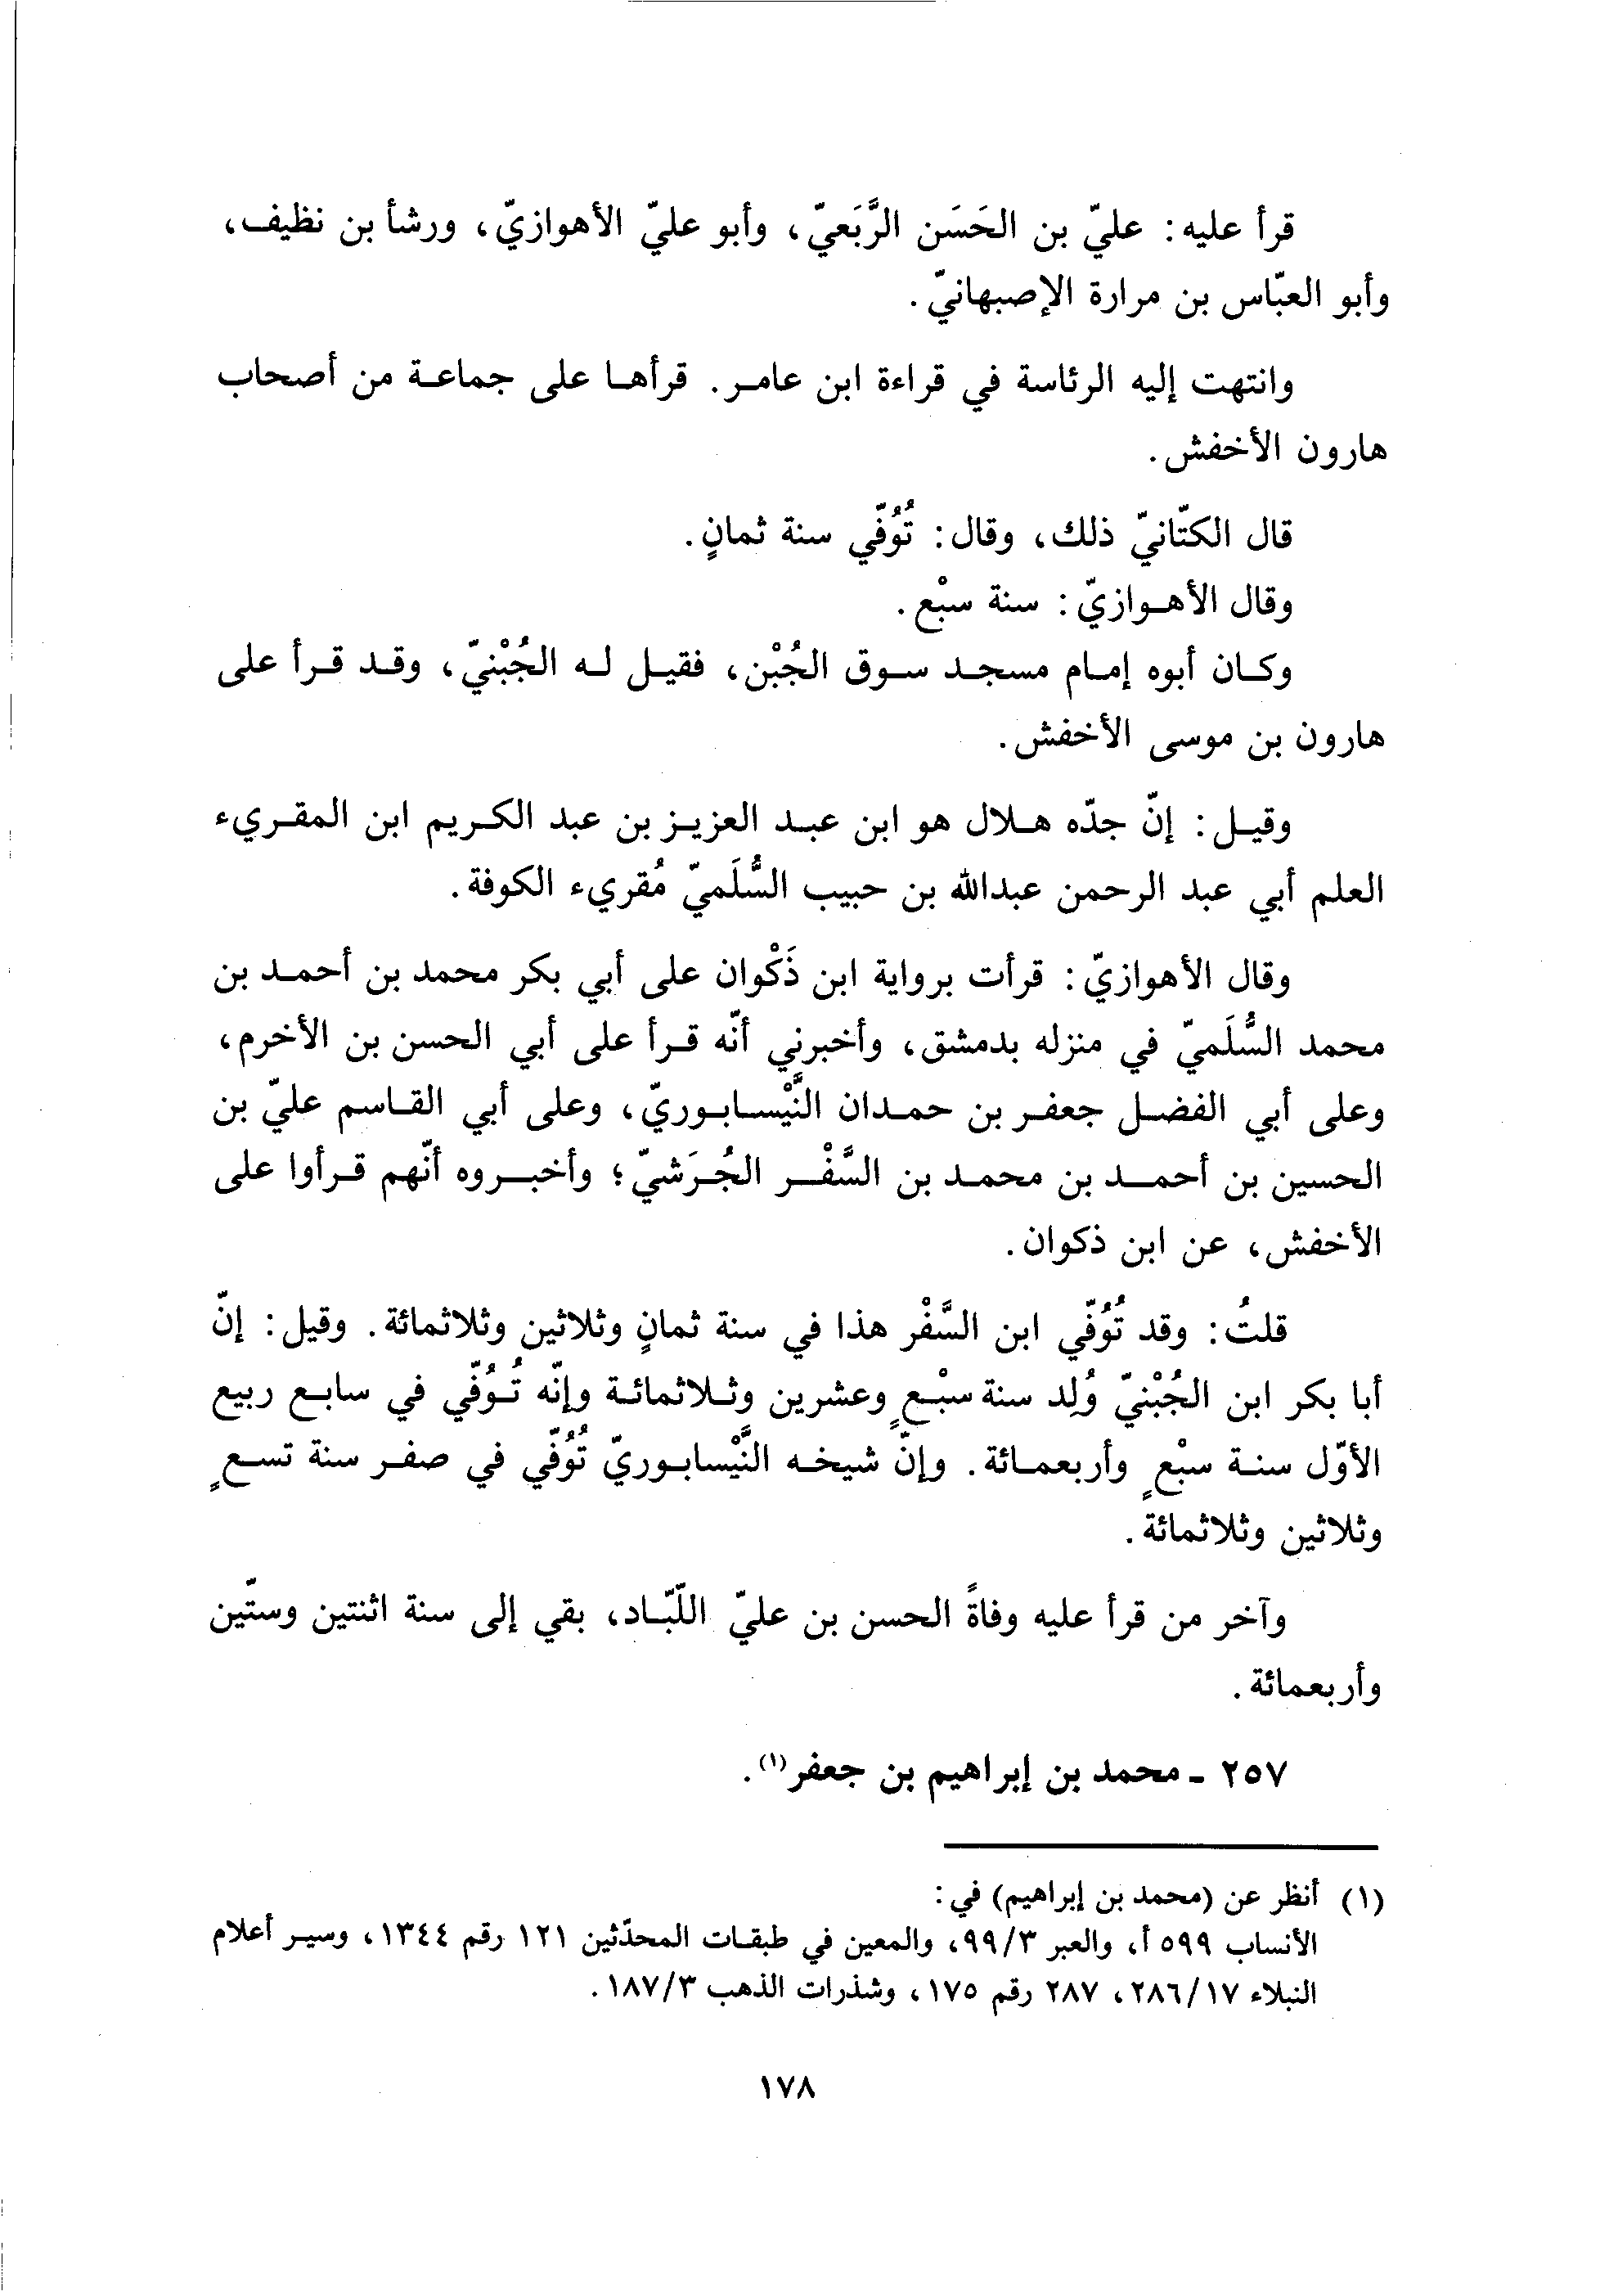 قرأ عليه: عليّ بن الحَسَن الرَّبَعيّ، وأبو عليّ الأهوازيّ، ورشأ بن نظيف،
وأبو العبّاس بن مرارة الإصبهانيّ.
وانتهت إليه الرئاسة في قراءة ابن عامر. قرأها على جماعة من أصحاب
هارون الأخفش.
قال الكتّانيّ ذلك، وقال: تُوُفّي سنة ثمانٍ.
وقال الأهوازيّ: سنة سبْع.
وكان أبوه إمام مسجد سوق الجُبْن، فقيل له الجُبْنيّ، وقد قرأ على
هارون بن موسى الأخفش.
وقيل: إنّ جدّه هلال هو ابن عبد العزيز بن عبد الكريم ابن المقريء
العلم أبي عبد الرحمن عبدالله بن حبيب السُّلَميّ مُقريء الكوفة.
وقال الأهوازيّ: قرأت برواية ابن ذَكْوان على أبي بكر محمد بن أحمد بن
محمد السُّلَميّ في منزله بدمشق، وأخبرني أنّه قرأ على أبي الحسن بن الأخرم،
وعلى أبي الفضل جعفر بن حمدان النَّيْسابوريّ، وعلى أبي القاسم عليّ بن
الحسين بن أحمد بن محمد بن السَّفْر الجُرَشيّ؛ وأخبروه أنّهم قرأوا على
الأخفش، عن ابن ذكوان.
قلتُ: وقد تُوُفّي ابن السَّفْر هذا في سنة ثمانٍ وثلاثين وثلاثمائة. وقيل: إنّ
أبا بكر ابن الجُبْنيّ وُلِد سنة سبْعٍ وعشرين وثلاثمائة وإنّه تُوُفّي في سابع ربيع
الأوّل سنة سبْعٍ وأربعمائة. وإنّ شيخه النَّيْسابوريّ تُوُفّي في صفر سنة تسعٍ
وثلاثين وثلاثمائة.
وآخر من قرأ عليه وفاةً الحسن بن عليّ اللّبّاد، بقي إلى سنة اثنتين وستّين
وأربعمائة.
٢٥٧ - محمد بن إبراهيم بن جعفر(١).
(١) أنظر عن (محمد بن إبراهيم) في:
الأنساب ٥٩٩ أ، والعبر ٩٩/٣، والمعين في طبقات المحدّثين ١٢١ رقم ١٣٤٤، وسير أعلام
النبلاء ٢٨٦/١٧، ٢٨٧ رقم ١٧٥، وشذرات الذهب ١٨٧/٣.
١٧٨